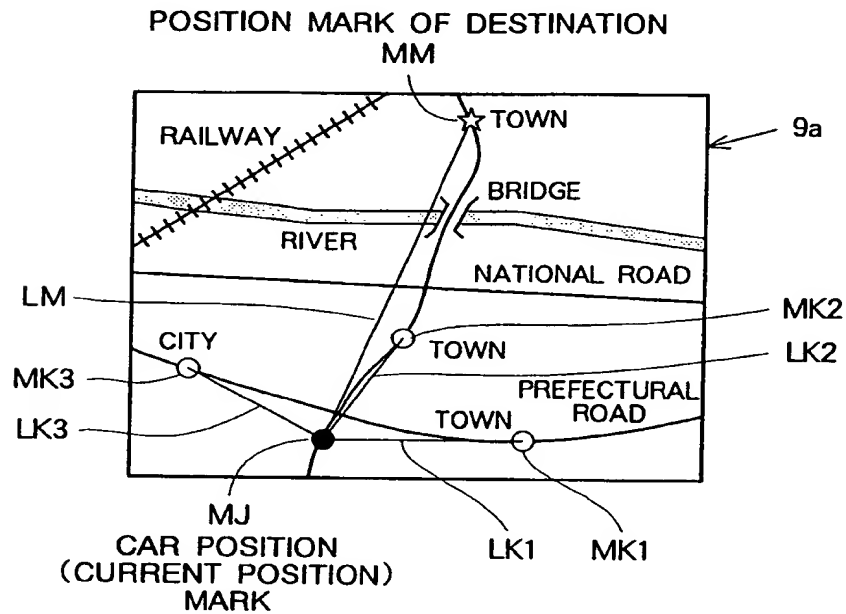 POSITION MARK OF DESTINATION
MM
TOWN
9a
RAILWAY
BRIDGE
RIVER
NATIONAL ROAD
LM
MK2
CITY
TOWN
LK2
MK3
PREFECTURAL
ROAD
TOWN
LK3
MJ
CAR POSITION
(CURRENT POSITION)
MARK
LK1
MK1